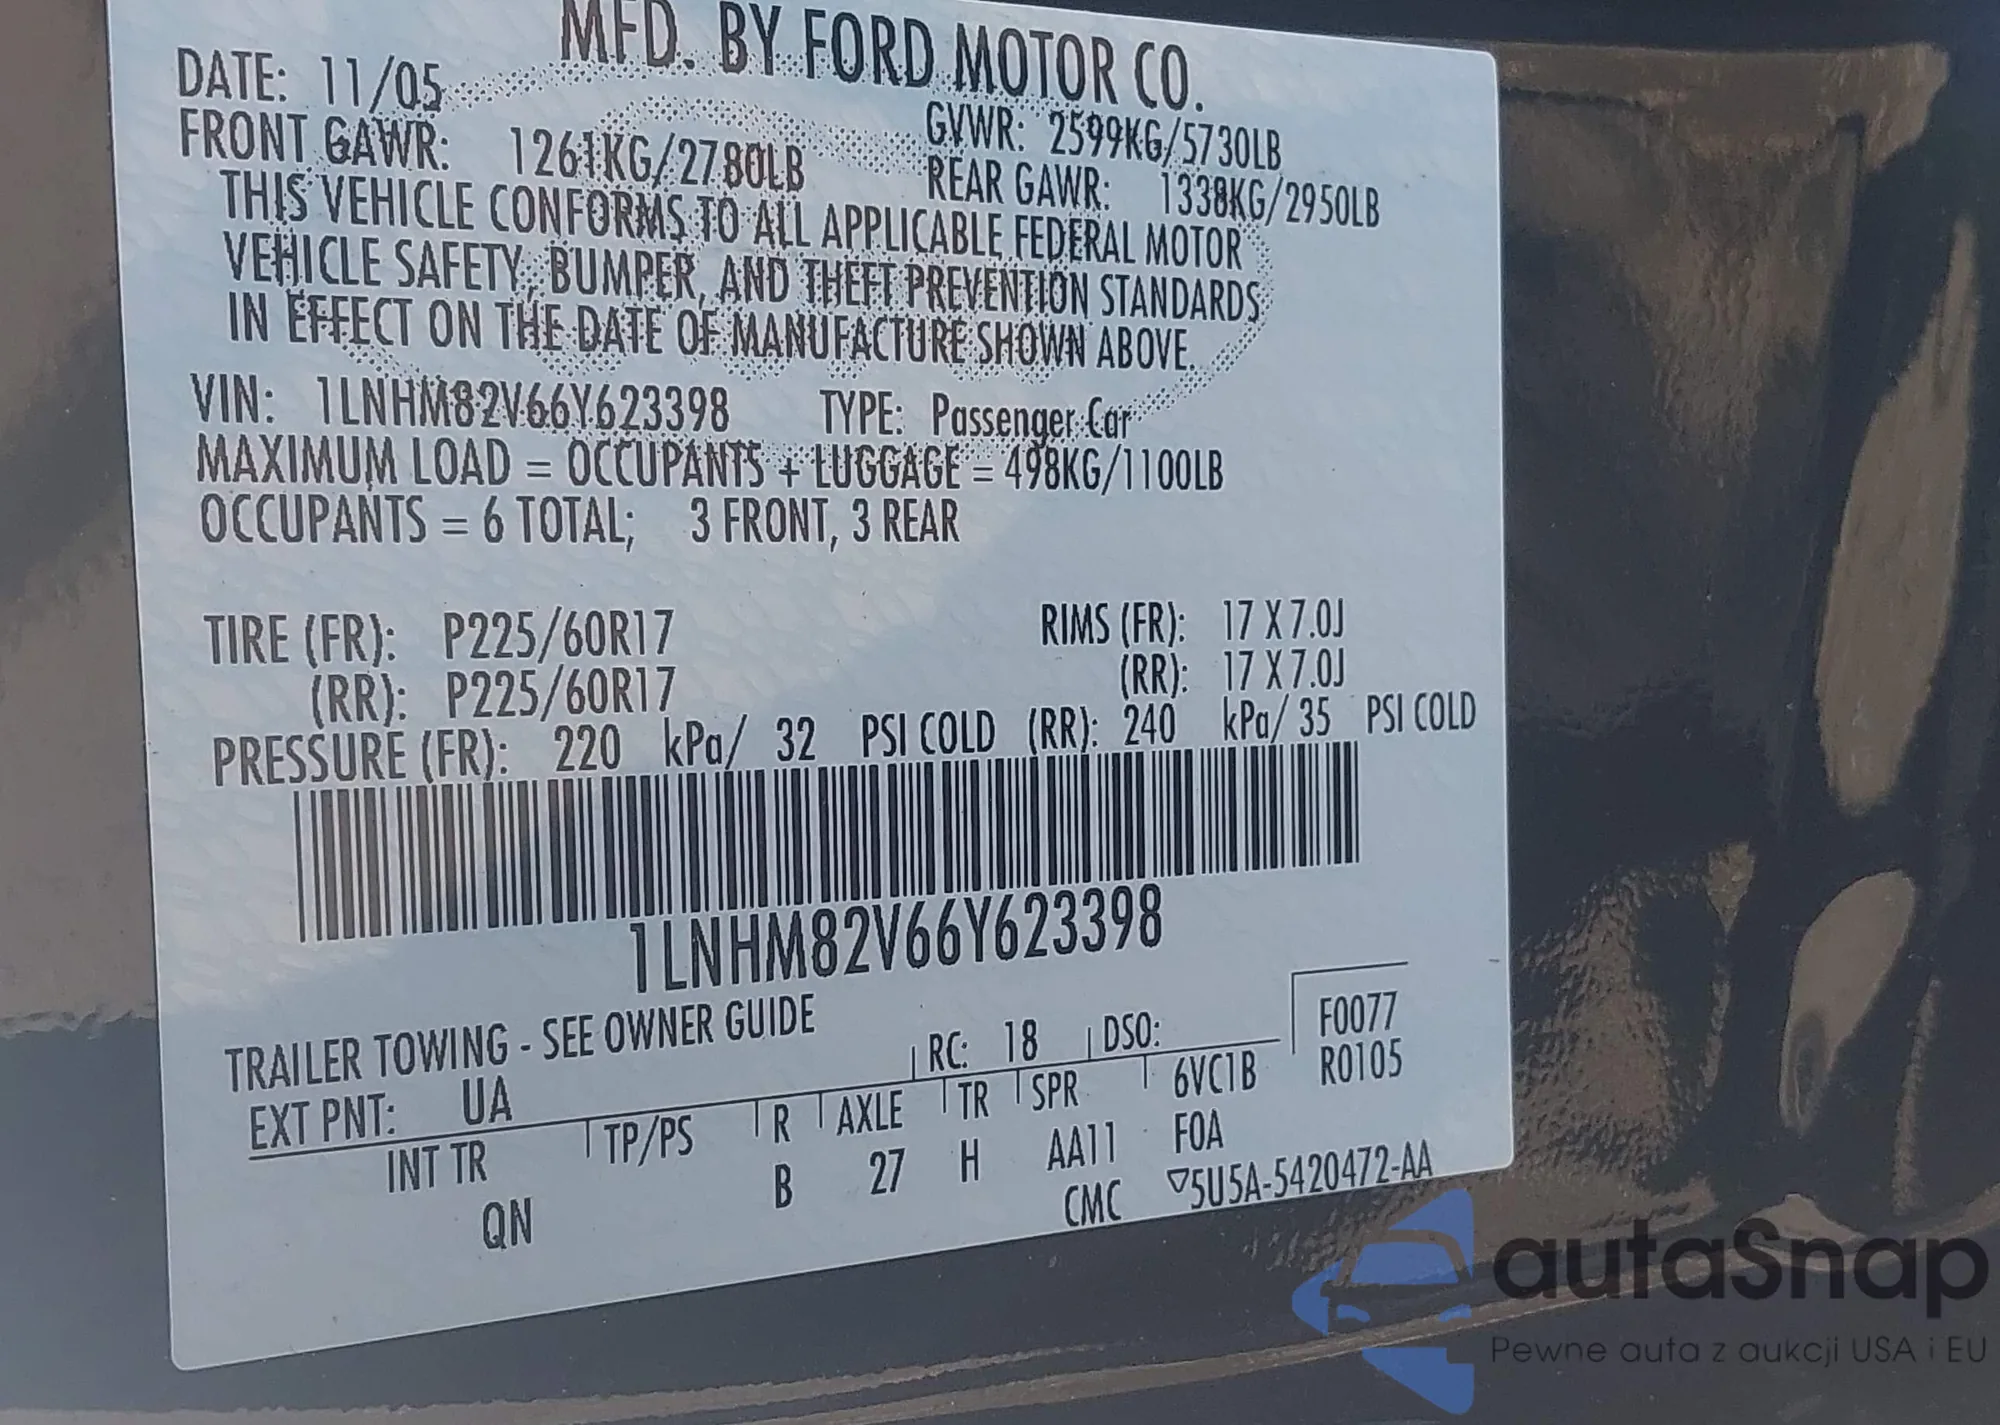 MFD. BY FORD MOTOR CO.
DATE: 11/05
GVWR: 2599KG/5730LB
FRONT GAWR: 1261KG/2780LB
REAR GAWR: 1338KG/2950LB
THIS VEHICLE CONFORMS TO ALL APPLICABLE FEDERAL MOTOR
VEHICLE SAFETY, BUMPER, AND THEFT PREVENTION STANDARDS
IN EFFECT ON THE DATE OF MANUFACTURE SHOWN ABOVE.
VIN: 1LNHM82V66Y623398 TYPE: Passenger Car
MAXIMUM LOAD = OCCUPANTS + LUGGAGE = 498KG/1100LB
OCCUPANTS = 6 TOTAL; 3 FRONT, 3 REAR
TIRE (FR): P225/60R17 RIMS (FR): 17 X 7.0J
(RR): P225/60R17 (RR): 17 X 7.0J
PRESSURE (FR): 220 kPa/ 32 PSI COLD (RR): 240 kPa/ 35 PSI COLD
1LNHM82V66Y623398
TRAILER TOWING - SEE OWNER GUIDE
EXT PNT: UA RC: 18 DSO: F0077
R0105
INT TR TP/PS R AXLE TR SPR 6VC1B
QN B 27 H AA11 FOA
CMC ▽5U5A-5420472-AA
autaSnap
Pewne auta z aukcji USA i EU